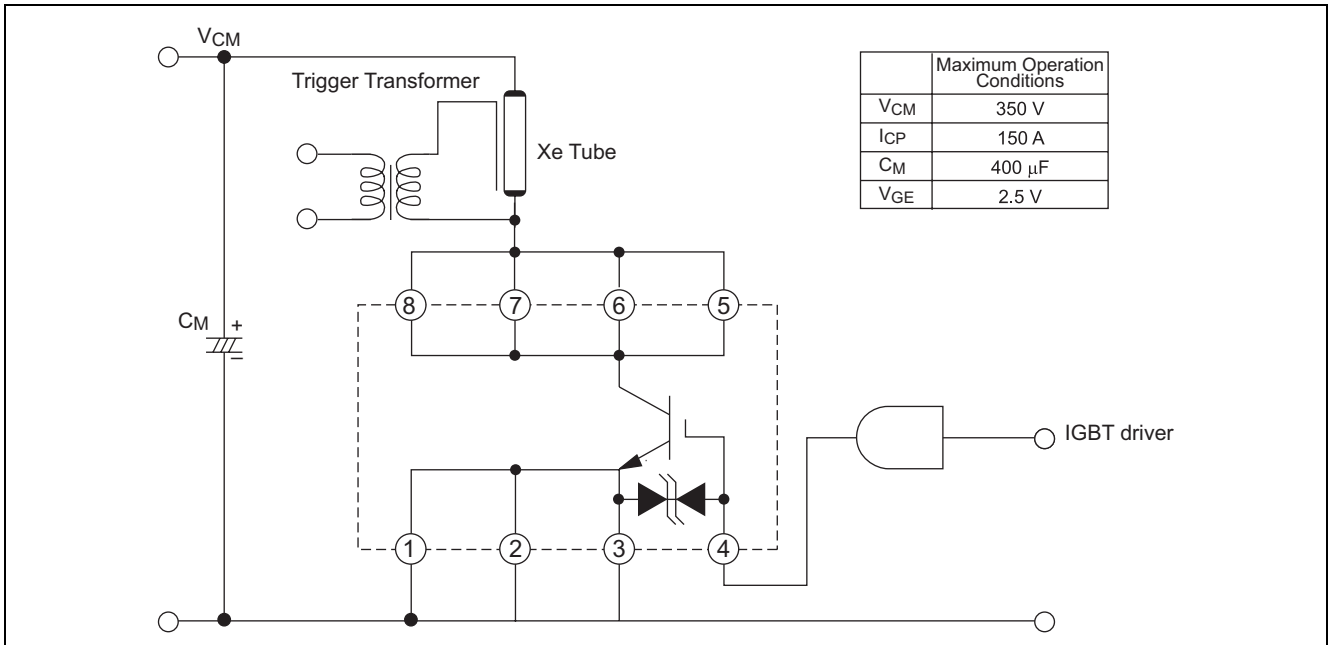 VCM
Trigger Transformer
Xe Tube
Maximum Operation
Conditions
VCM 350 V
ICP 150 A
CM 400 μF
VGE 2.5 V
8 7 6 5
CM +
–
IGBT driver
1 2 3 4